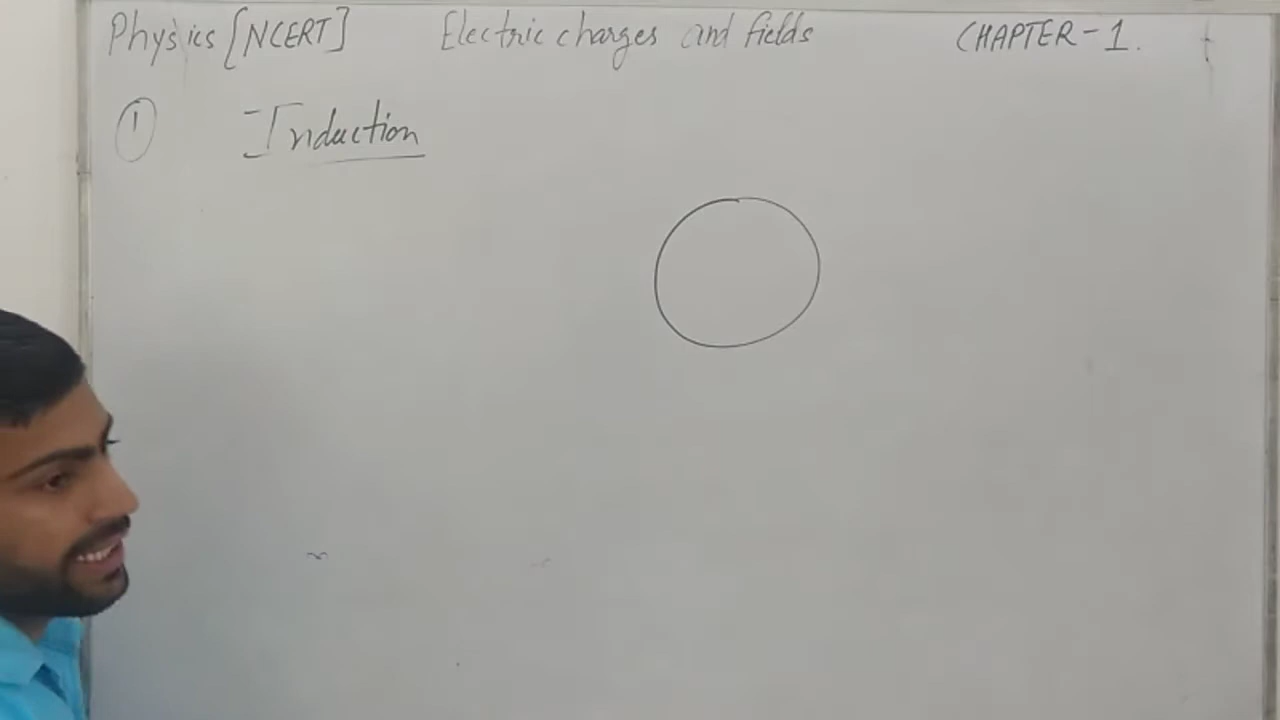 Physics [NCERT] Electric charges and fields CHAPTER-1.
① Induction